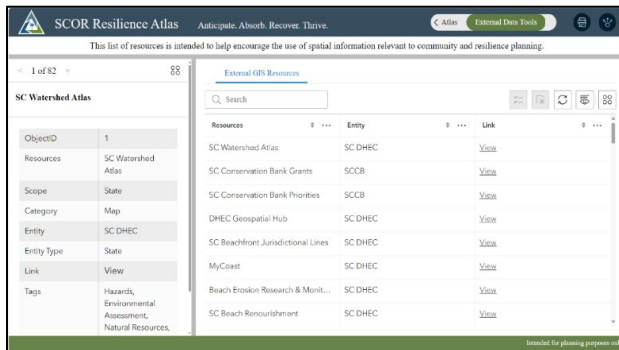 SCOR Resilience Atlas Anticipate. Absorb. Recover. Thrive. < Atlas External Data Tools
This list of resources is intended to help encourage the use of spatial information relevant to community and resilience planning.
< 1 of 82 >
SC Watershed Atlas
ObjectID 1
Resources SC Watershed
Atlas
Scope State
Category Map
Entity SC DHEC
Entity Type State
Link View
Tags Hazards,
Environmental
Assessment,
Natural Resources,
External GIS Resources
Search
Resources Entity Link
SC Watershed Atlas SC DHEC View
SC Conservation Bank Grants SCCB View
SC Conservation Bank Priorities SCCB View
DHEC Geospatial Hub SC DHEC View
SC Beachfront Jurisdictional Lines SC DHEC View
MyCoast SC DHEC View
Beach Erosion Research & Monit... SC DHEC View
SC Beach Renourishment SC DHEC View
Intended for planning purposes onl